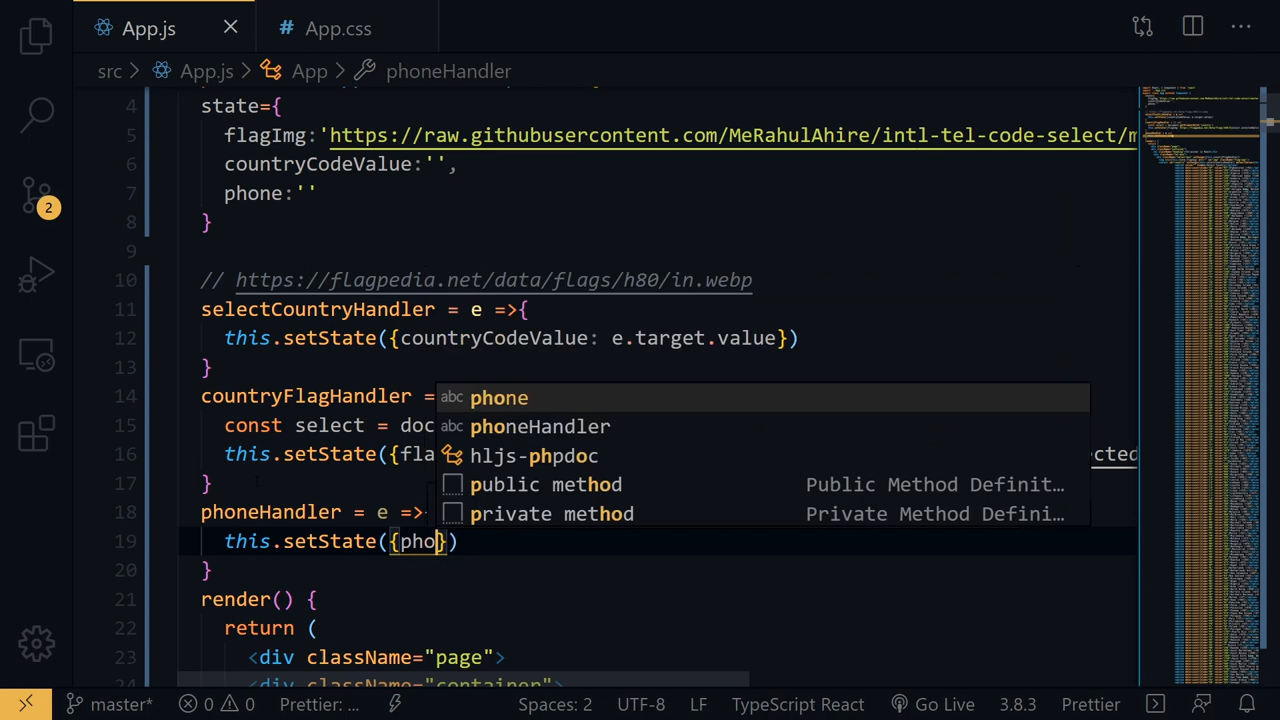 App.js
# App.css
src > App.js > App > phoneHandler
4 state={
5 flagImg:'https://raw.githubusercontent.com/MeRahulAhire/intl-tel-code-select/m
6 countryCodeValue:'',
7 phone:''
8 }
9
10 // https://flagpedia.net/data/flags/h80/in.webp
11 selectCountryHandler = e =>{
12 this.setState({countryCodeValue: e.target.value})
13 }
14 countryFlagHandler =
15 const select = doc
16 this.setState({fla ected
17 }
18 phoneHandler = e =>
19 this.setState({pho})
20 }
21 render() {
22 return (
23 <div className="page">
24 <div className="container">
abc phone
abc phoneHandler
hljs-phpdoc
public method Public Method Definit…
private method Private Method Defini…
2
master* 0 0 Prettier: ... Spaces: 2 UTF-8 LF TypeScript React Go Live 3.8.3 Prettier